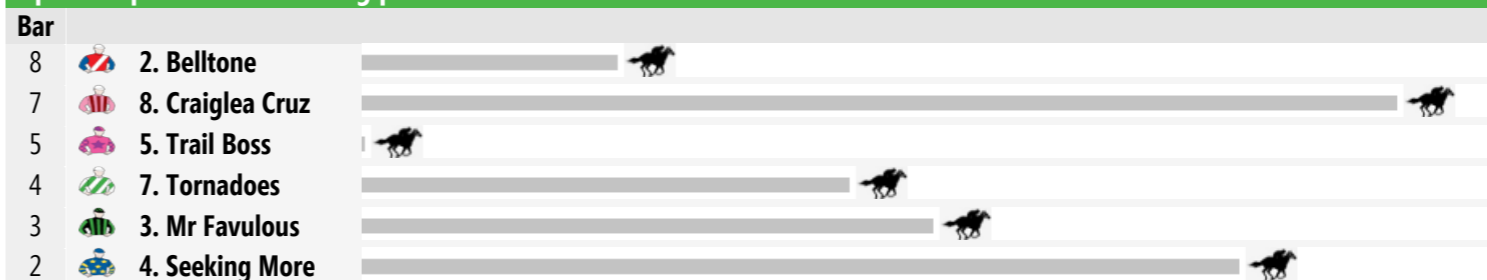 Bar
8 2. Belltone
7 8. Craiglea Cruz
5 5. Trail Boss
4 7. Tornadoes
3 3. Mr Favulous
2 4. Seeking More